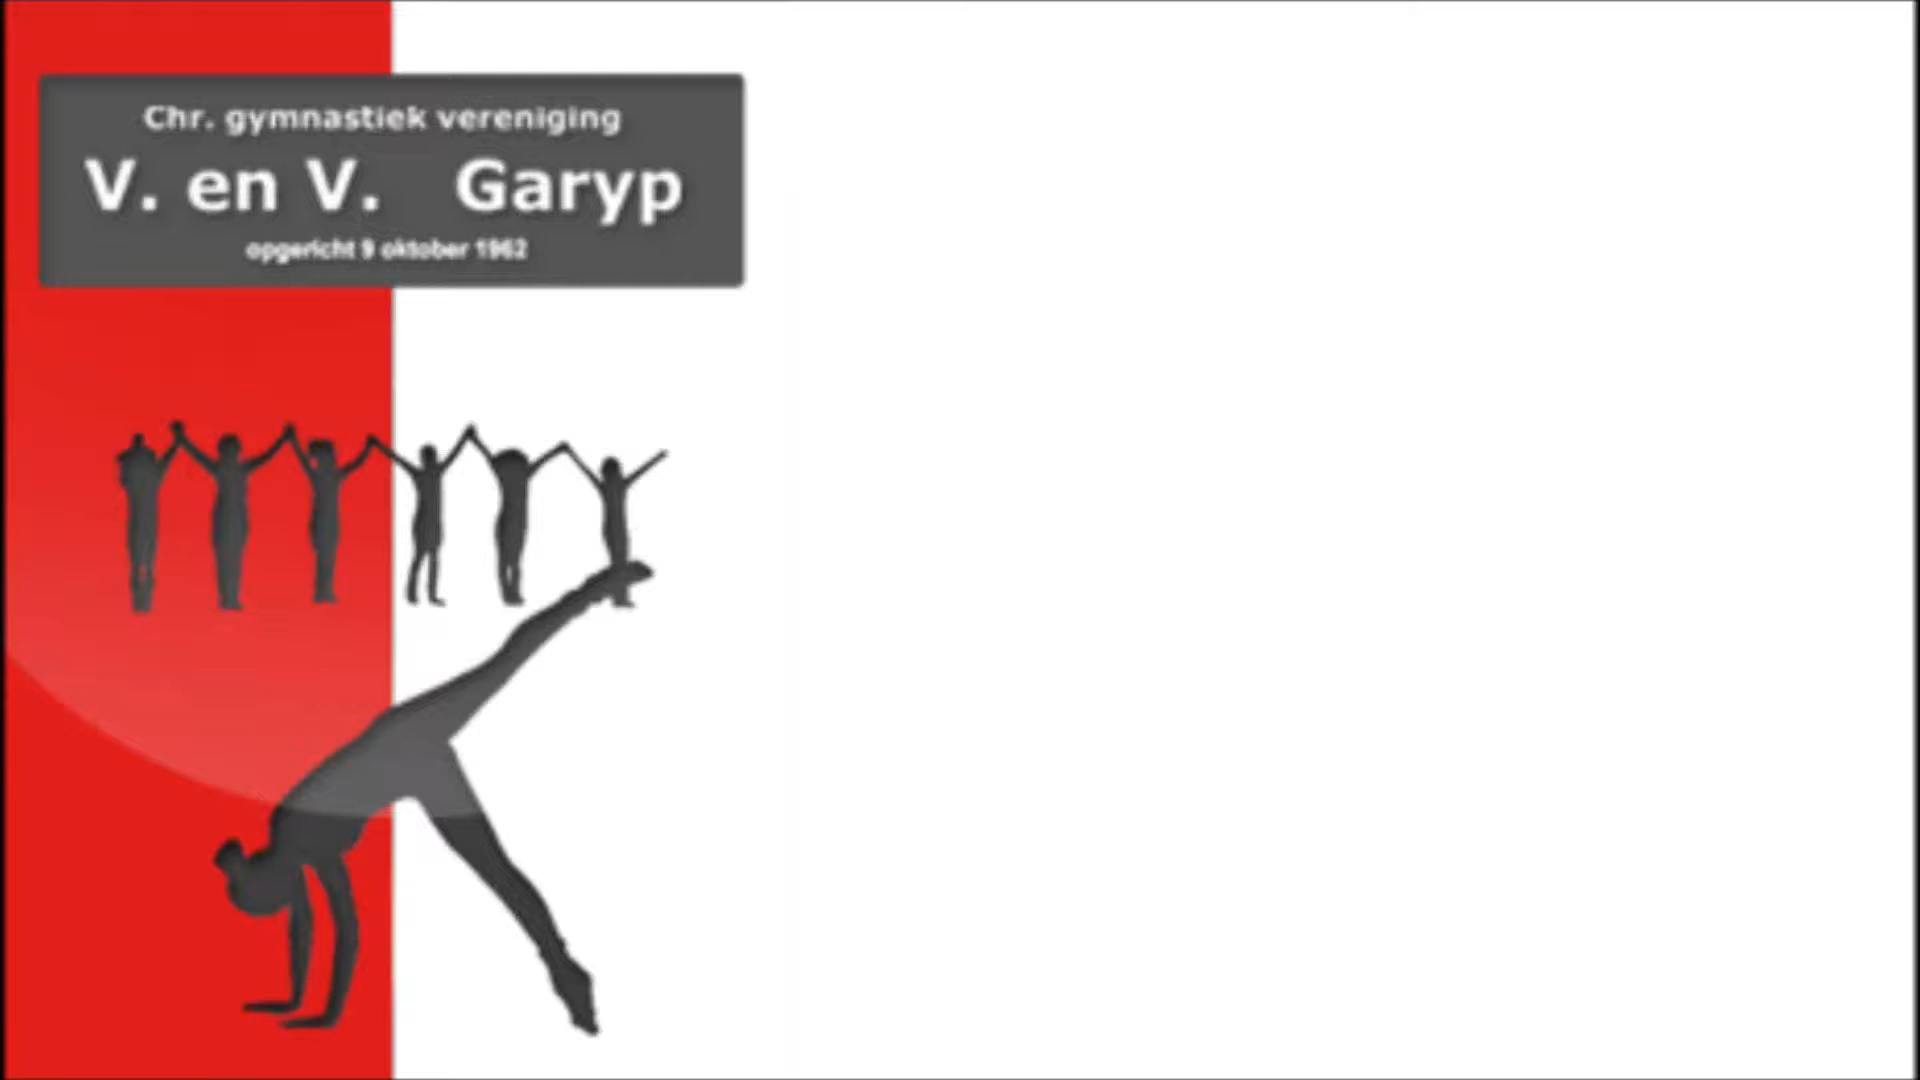 Chr. gymnastiek vereniging
V. en V. Garyp
opgericht 9 oktober 1962